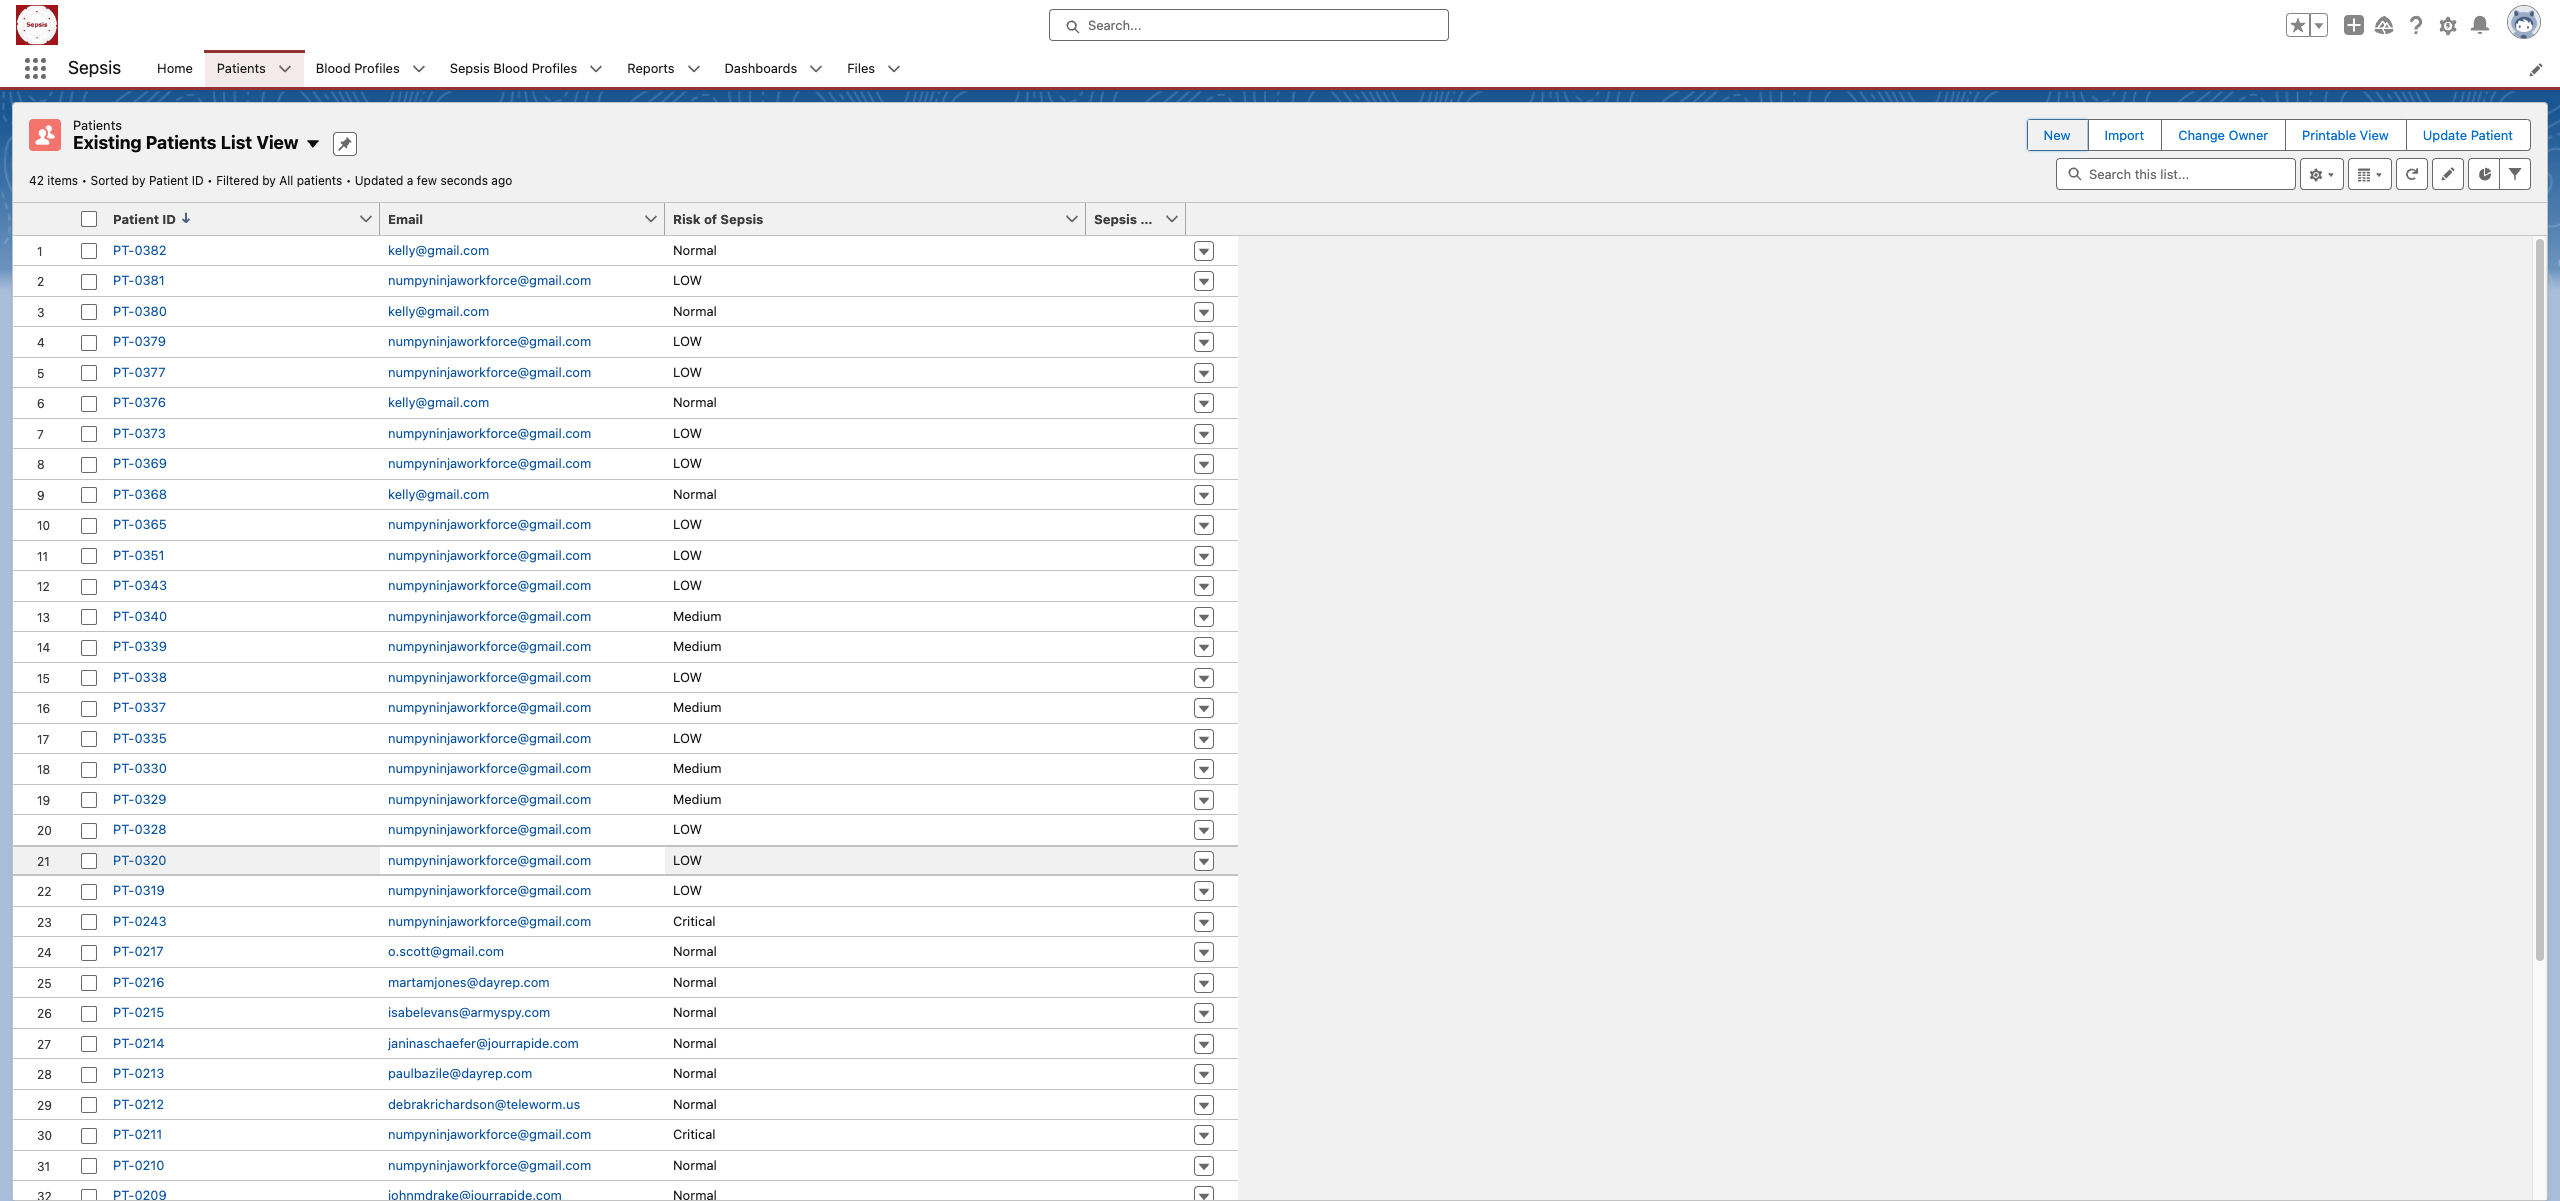 Sepsis
Search...
Sepsis Home Patients Blood Profiles Sepsis Blood Profiles Reports Dashboards Files
Patients
Existing Patients List View
New Import Change Owner Printable View Update Patient
42 items • Sorted by Patient ID • Filtered by All patients • Updated a few seconds ago
Search this list...
Patient ID Email Risk of Sepsis Sepsis ...
1 PT-0382 kelly@gmail.com Normal
2 PT-0381 numpyninjaworkforce@gmail.com LOW
3 PT-0380 kelly@gmail.com Normal
4 PT-0379 numpyninjaworkforce@gmail.com LOW
5 PT-0377 numpyninjaworkforce@gmail.com LOW
6 PT-0376 kelly@gmail.com Normal
7 PT-0373 numpyninjaworkforce@gmail.com LOW
8 PT-0369 numpyninjaworkforce@gmail.com LOW
9 PT-0368 kelly@gmail.com Normal
10 PT-0365 numpyninjaworkforce@gmail.com LOW
11 PT-0351 numpyninjaworkforce@gmail.com LOW
12 PT-0343 numpyninjaworkforce@gmail.com LOW
13 PT-0340 numpyninjaworkforce@gmail.com Medium
14 PT-0339 numpyninjaworkforce@gmail.com Medium
15 PT-0338 numpyninjaworkforce@gmail.com LOW
16 PT-0337 numpyninjaworkforce@gmail.com Medium
17 PT-0335 numpyninjaworkforce@gmail.com LOW
18 PT-0330 numpyninjaworkforce@gmail.com Medium
19 PT-0329 numpyninjaworkforce@gmail.com Medium
20 PT-0328 numpyninjaworkforce@gmail.com LOW
21 PT-0320 numpyninjaworkforce@gmail.com LOW
22 PT-0319 numpyninjaworkforce@gmail.com LOW
23 PT-0243 numpyninjaworkforce@gmail.com Critical
24 PT-0217 o.scott@gmail.com Normal
25 PT-0216 martamjones@dayrep.com Normal
26 PT-0215 isabelevans@armyspy.com Normal
27 PT-0214 janinaschaefer@jourrapide.com Normal
28 PT-0213 paulbazile@dayrep.com Normal
29 PT-0212 debrakrichardson@teleworm.us Normal
30 PT-0211 numpyninjaworkforce@gmail.com Critical
31 PT-0210 numpyninjaworkforce@gmail.com Normal
32 PT-0209 johnmdrake@jourrapide.com Normal